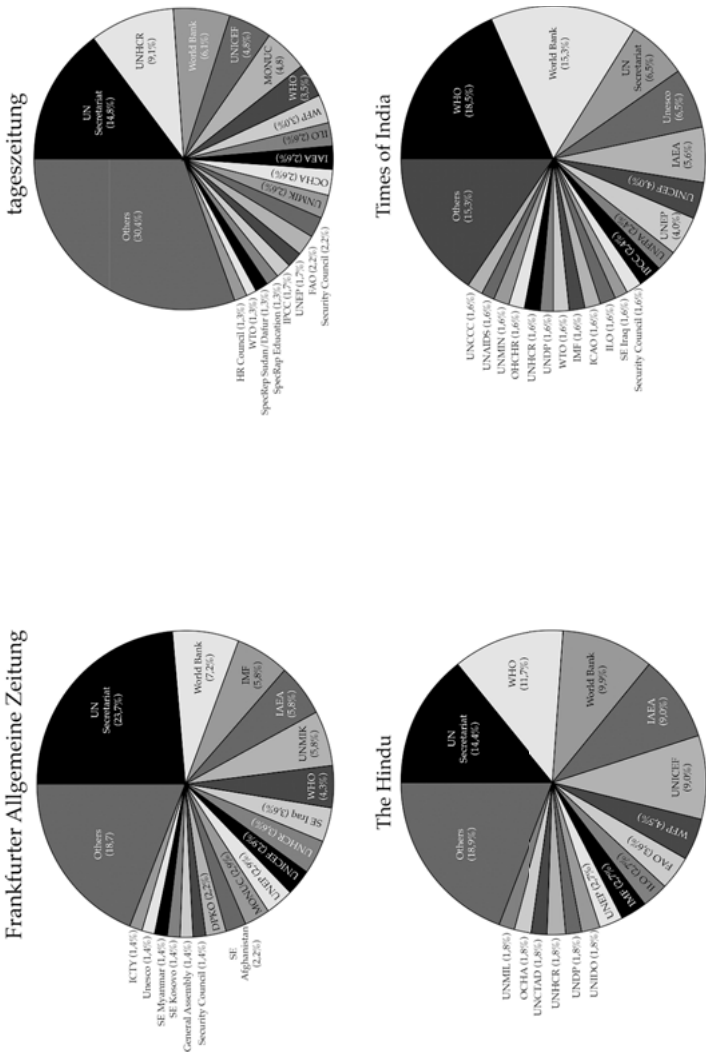 tageszeitung
UN
Secretariat
(14,8%)
UNHCR
(9,1%)
World Bank
(6,1%)
UNICEF
(4,8%)
MONUC
(4,8)
WHO
(3,5%)
WFP (3,0%)
ILO (2,6%)
IAEA (2,6%)
OCHA (2,6%)
UNMIK (2,6%)
Security Council (2,2%)
FAO (2,2%)
UNEP (1,7%)
IPCC (1,7%)
SpecRap Education (1,3%)
SpecRep Sudan/Dafur (1,3%)
WTO (1,3%)
HR Council (1,3%)
Others
(30,4%)
Times of India
WHO
(18,5%)
World Bank
(15,3%)
UN
Secretariat
(6,5%)
Unesco
(6,5%)
IAEA
(5,6%)
UNICEF (4,0%)
UNEP
(4,0%)
UNFPA (2,4%)
IPCC (2,4%)
Security Council (1,6%)
SE Iraq (1,6%)
ILO (1,6%)
ICAO (1,6%)
IMF (1,6%)
WTO (1,6%)
UNDP (1,6%)
UNHCR (1,6%)
OHCHR (1,6%)
UNMIN (1,6%)
UNAIDS (1,6%)
UNCCC (1,6%)
Others
(15,3%)
Frankfurter Allgemeine Zeitung
UN
Secretariat
(23,7%)
World Bank
(7,2%)
IMF
(5,8%)
IAEA
(5,8%)
UNMIK
(5,8%)
WHO
(4,3%)
SE Iraq (3,6%)
UNHCR (3,6%)
UNICEF (2,9%)
UNEP (2,9%)
MONUC (2,9%)
SE
Afghanistan
(2,2%)
DPKO (2,2%)
Security Council (1,4%)
General Assembly (1,4%)
SE Kosovo (1,4%)
SE Myanmar (1,4%)
Unesco (1,4%)
ICTY (1,4%)
Others
(18,7)
The Hindu
UN
Secretariat
(14,4%)
WHO
(11,7%)
World Bank
(9,9%)
IAEA
(9,0%)
UNICEF
(9,0%)
WFP (4,5%)
FAO (3,6%)
ILO (2,7%)
IMF (2,7%)
UNEP (2,7%)
UNIDO (1,8%)
UNDP (1,8%)
UNHCR (1,8%)
UNCTAD (1,8%)
OCHA (1,8%)
UNMIL (1,8%)
Others
(18,9%)